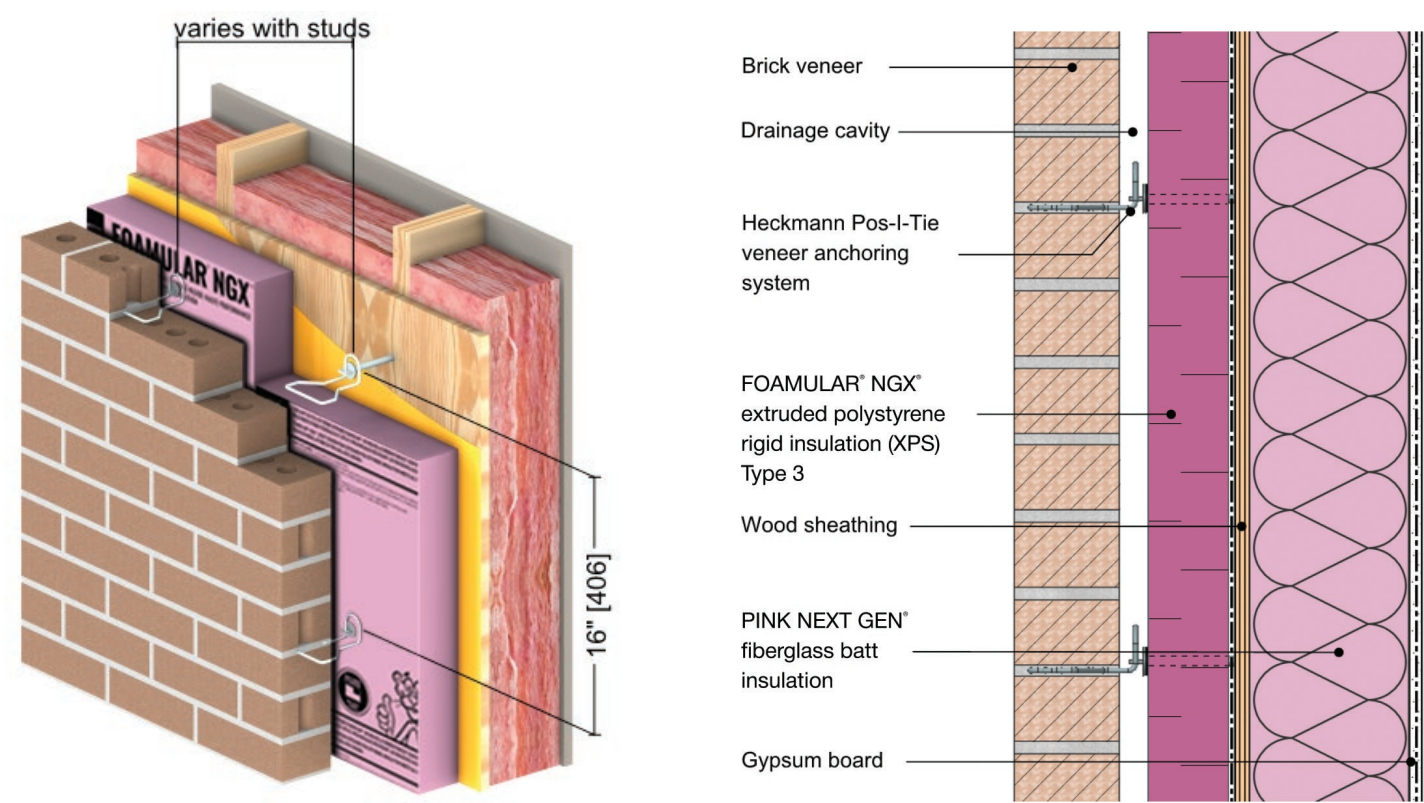 varies with studs
FOAMULAR NGX
16" [406]
Brick veneer
Drainage cavity
Heckmann Pos-I-Tie
veneer anchoring
system
FOAMULAR® NGX®
extruded polystyrene
rigid insulation (XPS)
Type 3
Wood sheathing
PINK NEXT GEN®
fiberglass batt
insulation
Gypsum board